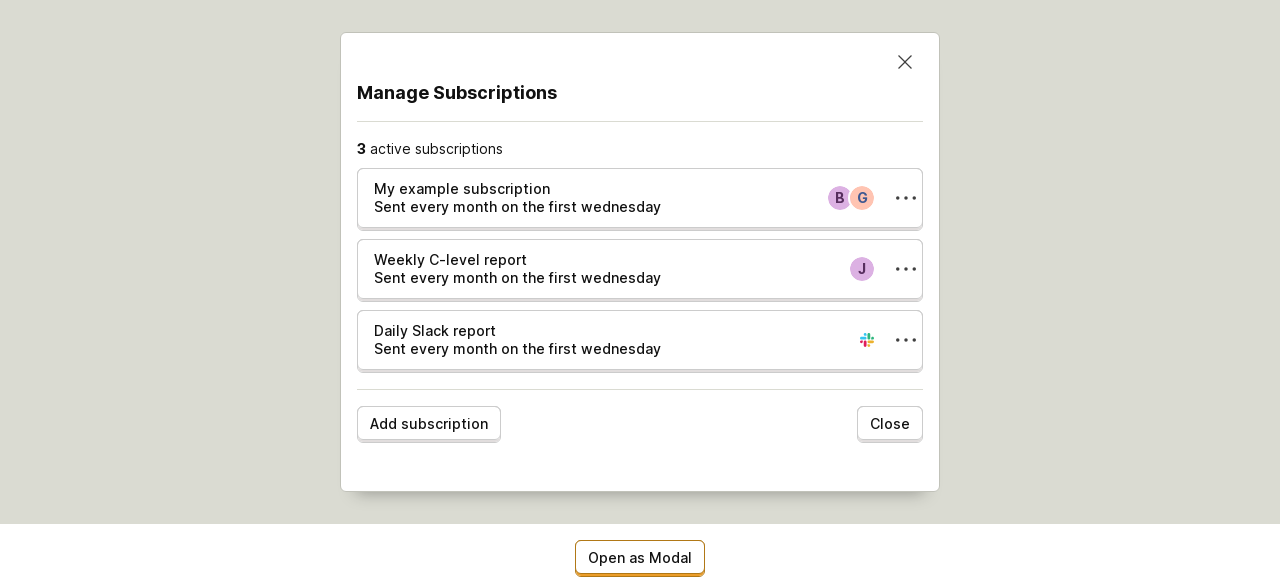 Manage Subscriptions
3 active subscriptions
My example subscription
Sent every month on the first wednesday
B G
Weekly C-level report
Sent every month on the first wednesday
J
Daily Slack report
Sent every month on the first wednesday
Add subscription
Close
Open as Modal